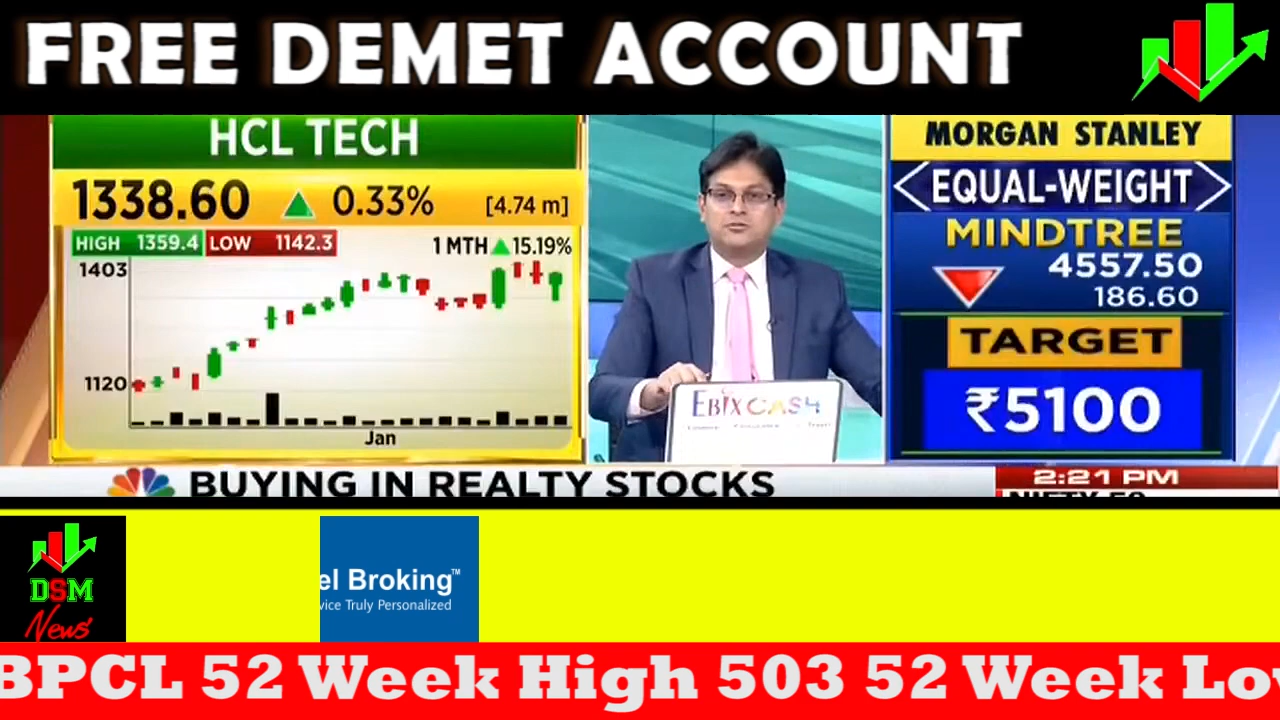 FREE DEMET ACCOUNT
HCL TECH
1338.60 0.33% [4.74 m]
HIGH 1359.4 LOW 1142.3 1 MTH 15.19%
1403
1120
Jan
EBIXCASH
MORGAN STANLEY
EQUAL-WEIGHT
MINDTREE
4557.50
186.60
TARGET
₹5100
BUYING IN REALTY STOCKS
2:21 PM
NIFTY 50
DSM
News
el Broking™
vice Truly Personalized
BPCL 52 Week High 503 52 Week Lo